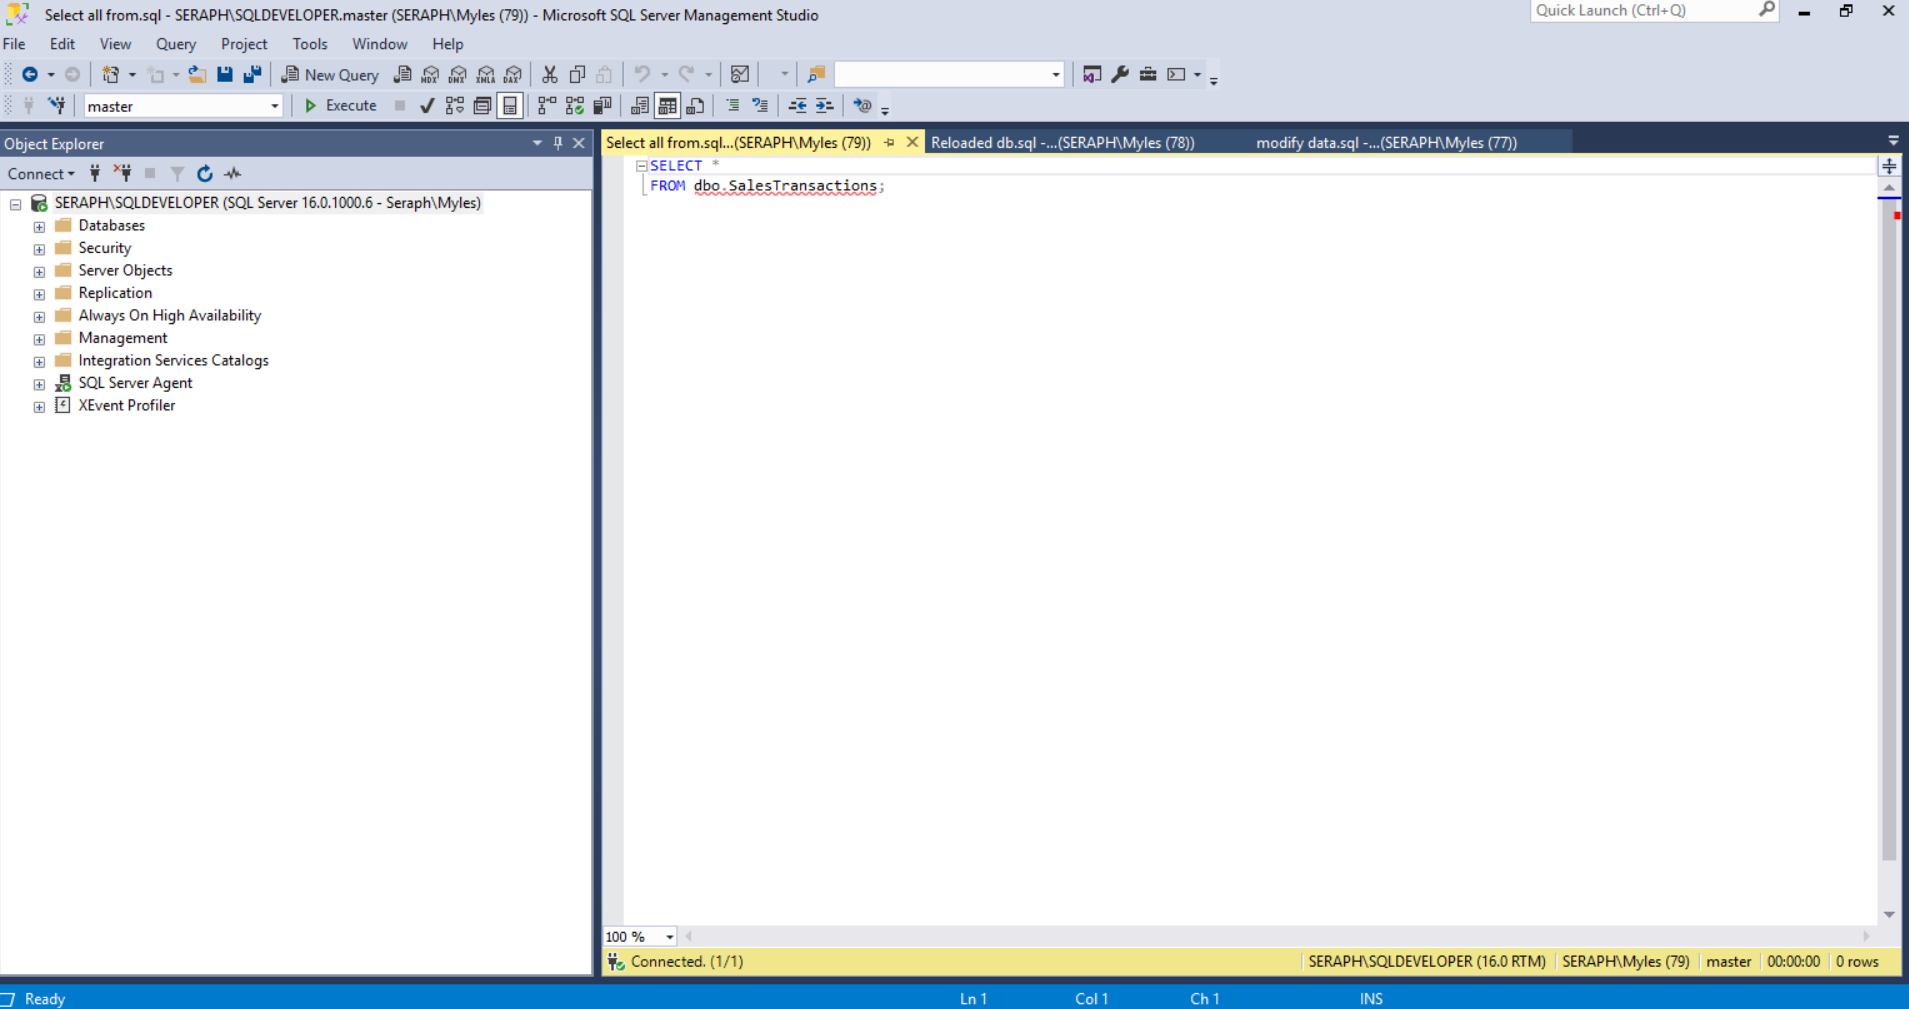 Select all from.sql - SERAPH\SQLDEVELOPER.master (SERAPH\Myles (79)) - Microsoft SQL Server Management Studio
Quick Launch (Ctrl+Q)
File Edit View Query Project Tools Window Help
New Query MDX DMX XMLA DAX
master Execute
Object Explorer
Select all from.sql...(SERAPH\Myles (79)) Reloaded db.sql -...(SERAPH\Myles (78)) modify data.sql -...(SERAPH\Myles (77))
Connect
SELECT *
FROM dbo.SalesTransactions;
SERAPH\SQLDEVELOPER (SQL Server 16.0.1000.6 - Seraph\Myles)
Databases
Security
Server Objects
Replication
Always On High Availability
Management
Integration Services Catalogs
SQL Server Agent
XEvent Profiler
100 %
Connected. (1/1) SERAPH\SQLDEVELOPER (16.0 RTM) SERAPH\Myles (79) master 00:00:00 0 rows
Ready Ln 1 Col 1 Ch 1 INS